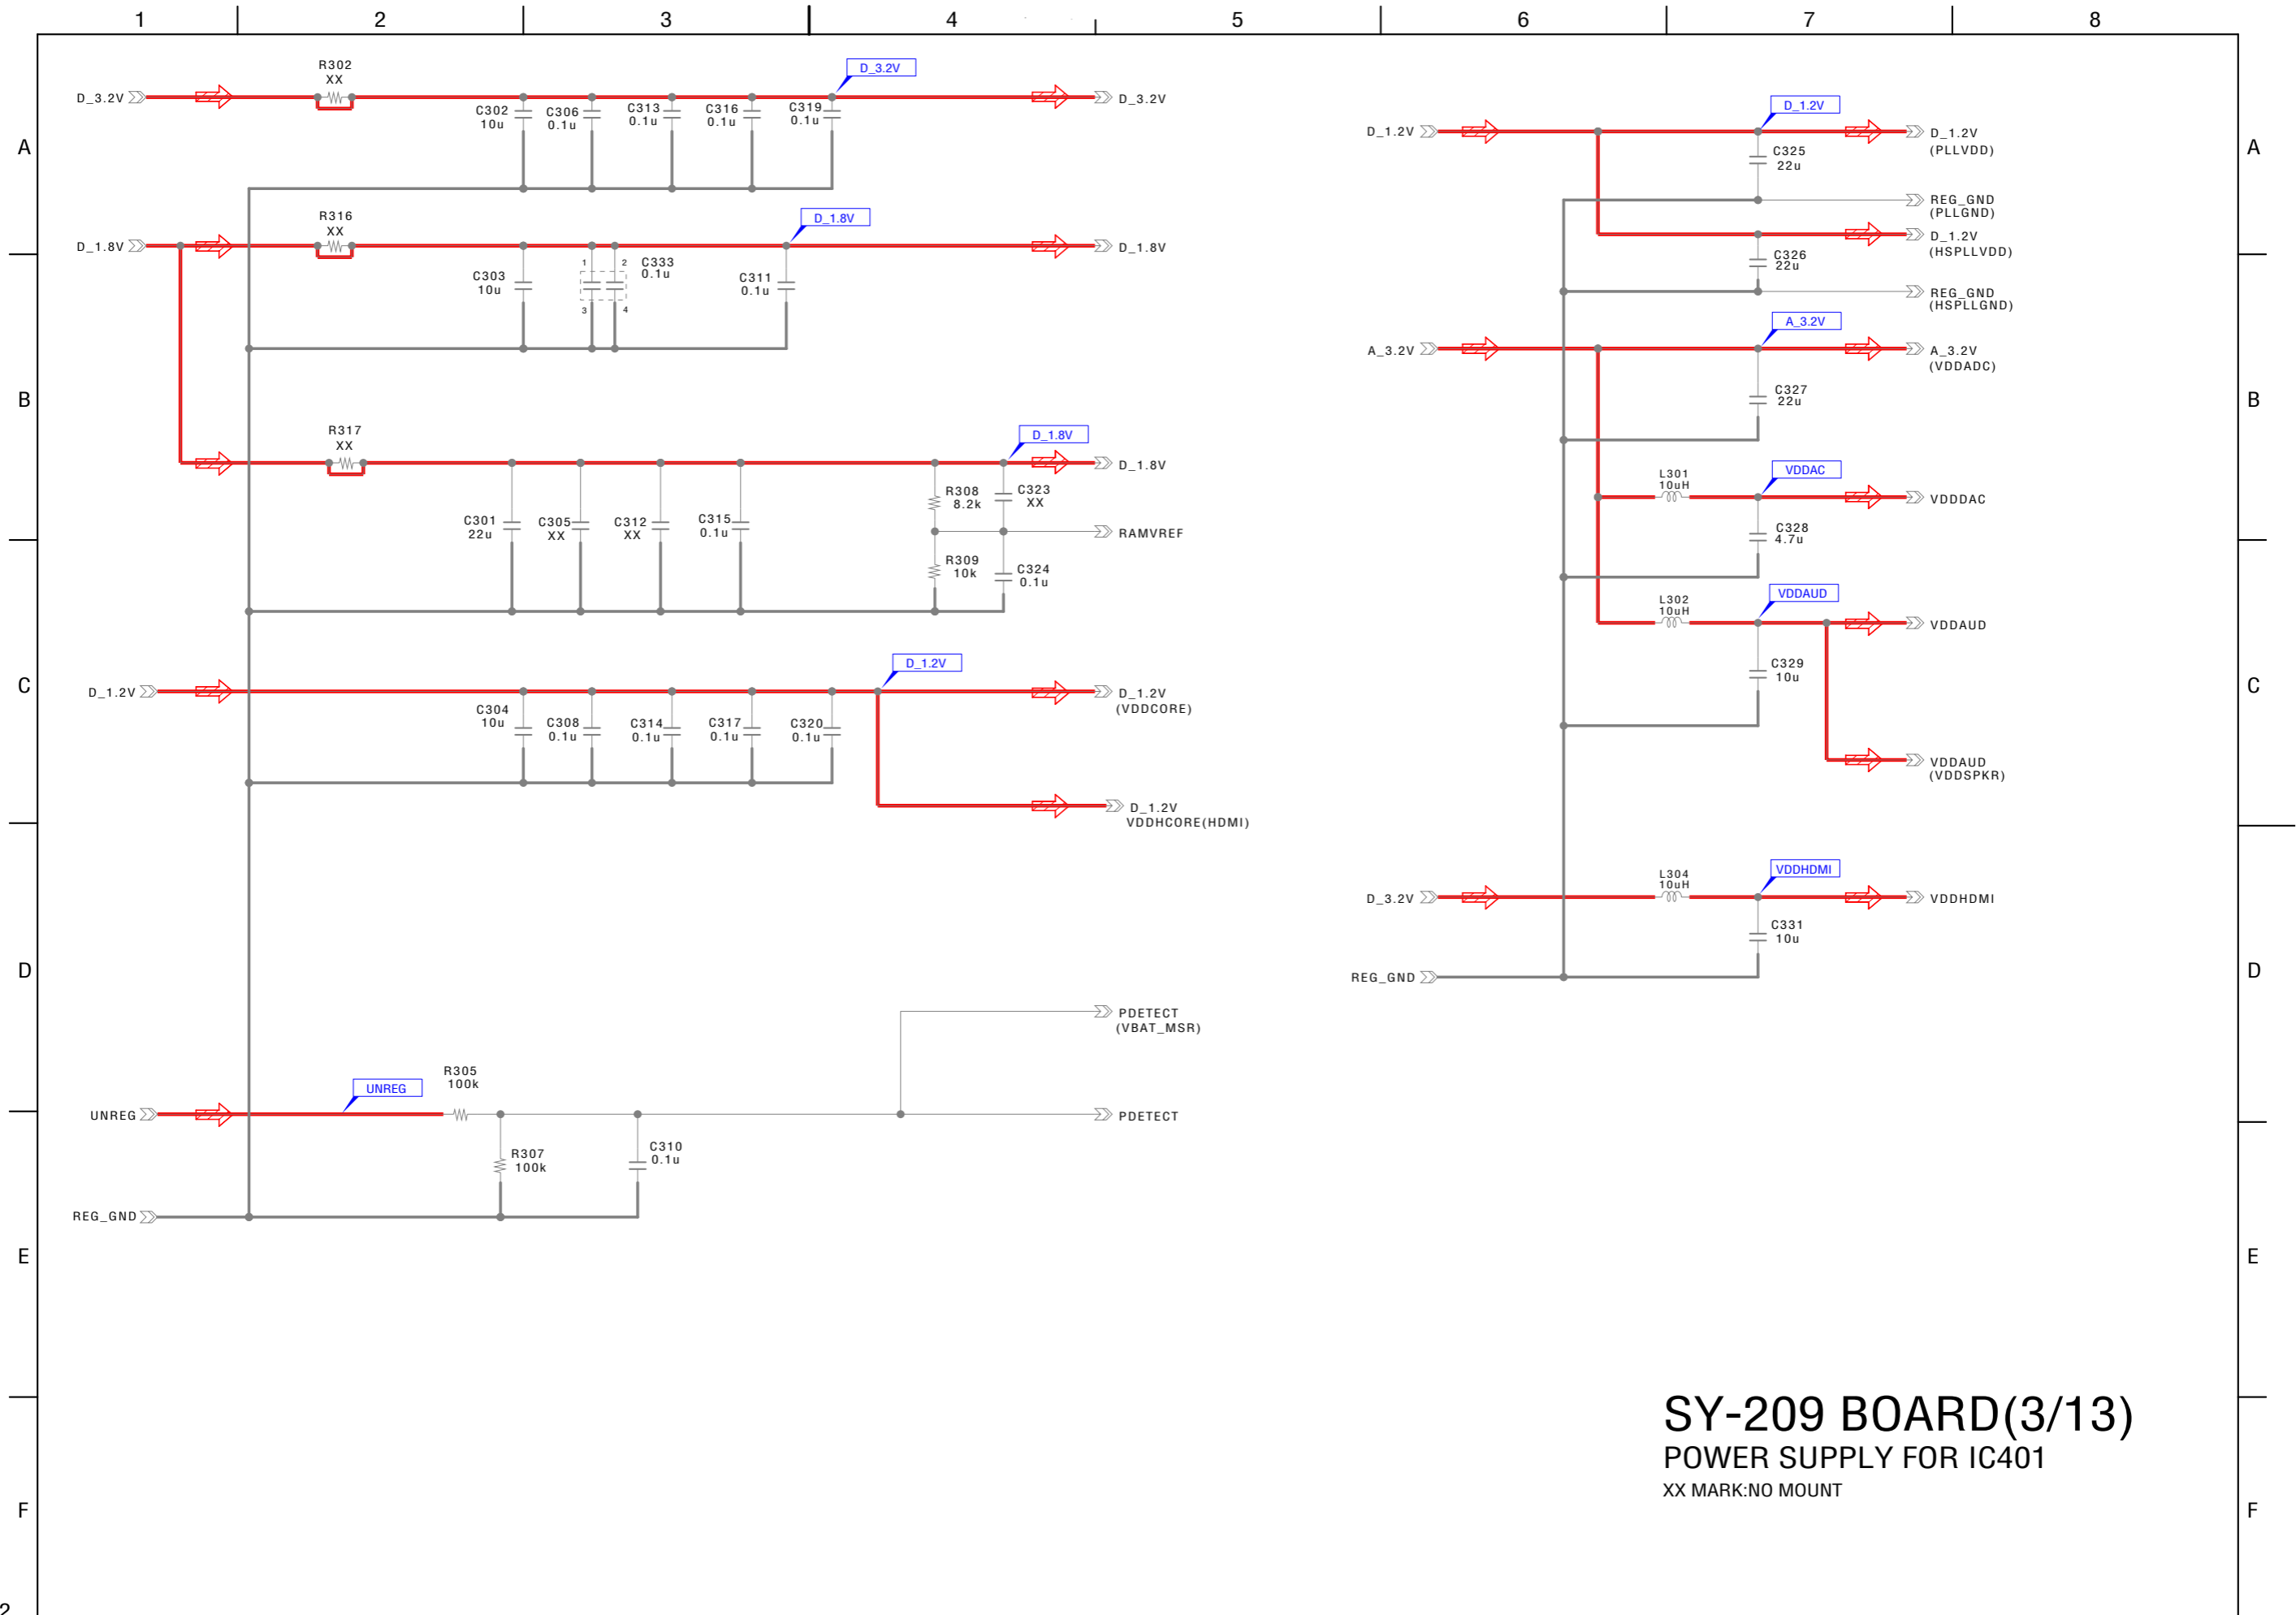 1 2 3 4 5 6 7 8
A
B
C
D
E
F
A
B
C
D
E
F
R302
XX
D_3.2V
D_3.2V
D_3.2V
C302
10u
C306
0.1u
C313
0.1u
C316
0.1u
C319
0.1u
R316
XX
D_1.8V
D_1.8V
D_1.8V
C303
10u
1
2
C333
0.1u
3
4
C311
0.1u
R317
XX
D_1.8V
D_1.8V
C301
22u
C305
XX
C312
XX
C315
0.1u
R308
8.2k
C323
XX
RAMVREF
R309
10k
C324
0.1u
D_1.2V
D_1.2V
D_1.2V
(VDDCORE)
C304
10u
C308
0.1u
C314
0.1u
C317
0.1u
C320
0.1u
D_1.2V
VDDHCORE(HDMI)
PDETECT
(VBAT_MSR)
R305
100k
UNREG
UNREG
PDETECT
R307
100k
C310
0.1u
REG_GND
D_1.2V
D_1.2V
D_1.2V
(PLLVDD)
C325
22u
REG_GND
(PLLGND)
D_1.2V
(HSPLLVDD)
C326
22u
REG_GND
(HSPLLGND)
A_3.2V
A_3.2V
A_3.2V
(VDDADC)
C327
22u
L301
10uH
VDDAC
VDDDAC
C328
4.7u
L302
10uH
VDDAUD
VDDAUD
C329
10u
VDDAUD
(VDDSPKR)
L304
10uH
VDDHDMI
D_3.2V
VDDHDMI
C331
10u
REG_GND
SY-209 BOARD(3/13)
POWER SUPPLY FOR IC401
XX MARK:NO MOUNT
2